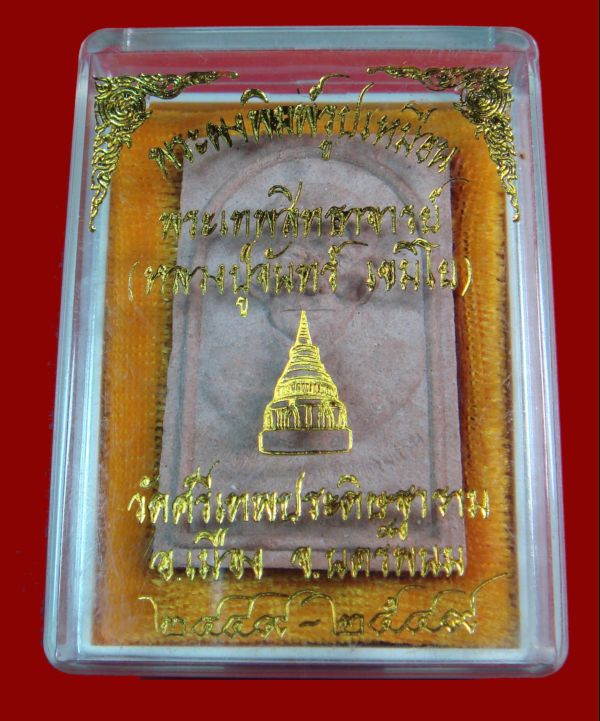 พระผงพิมพ์รูปเหมือน
พระเทพสิทธาจารย์
(หลวงปู่จันทร์ เขมิโย)
วัดศรีเทพประดิษฐาราม
อ.เมือง จ.นครพนม
๒๔๔๙-๒๕๔๙